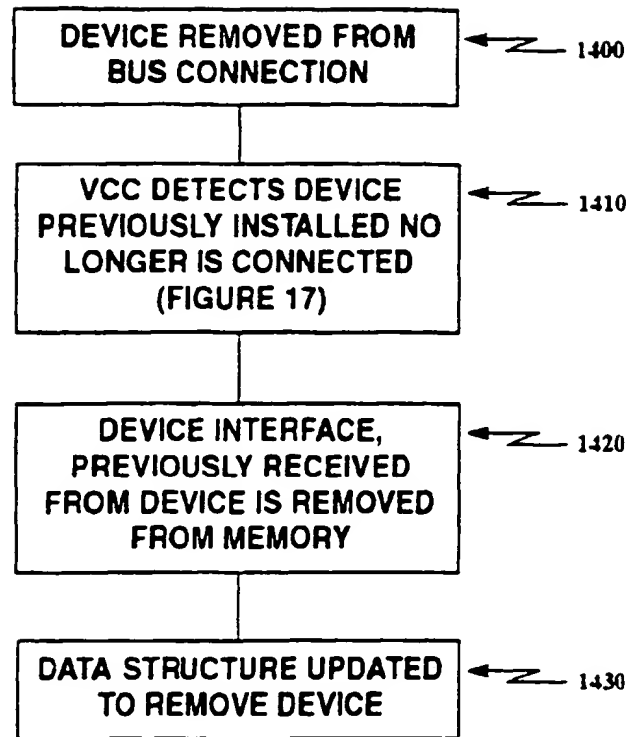 DEVICE REMOVED FROM
BUS CONNECTION
1400
VCC DETECTS DEVICE
PREVIOUSLY INSTALLED NO
LONGER IS CONNECTED
(FIGURE 17)
1410
DEVICE INTERFACE,
PREVIOUSLY RECEIVED
FROM DEVICE IS REMOVED
FROM MEMORY
1420
DATA STRUCTURE UPDATED
TO REMOVE DEVICE
1430